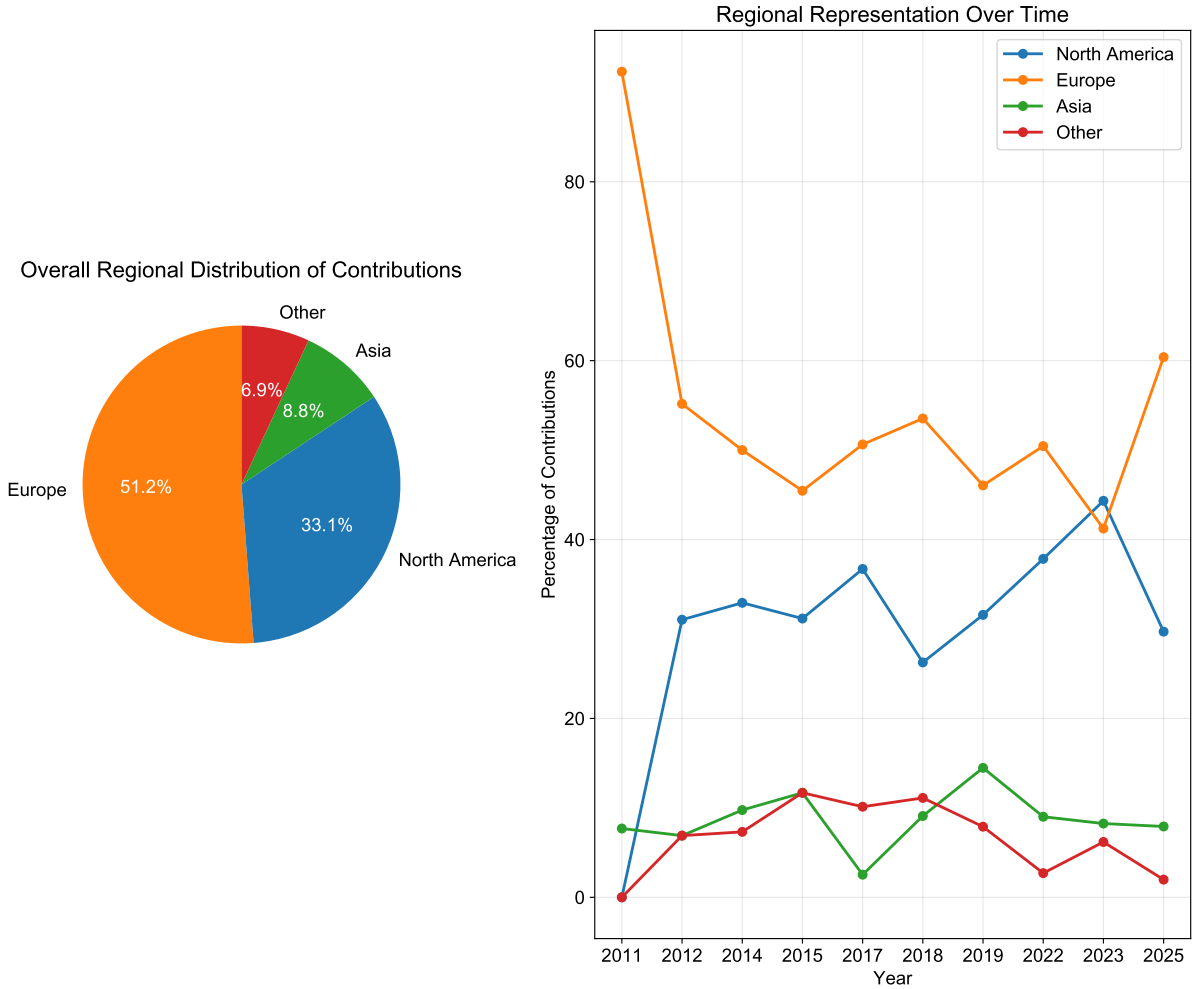 Overall Regional Distribution of Contributions
Other
Asia
6.9%
8.8%
Europe
51.2%
33.1%
North America
Regional Representation Over Time
North America
Europe
Asia
Other
Percentage of Contributions
80
60
40
20
0
2011 2012 2014 2015 2017 2018 2019 2022 2023 2025
Year